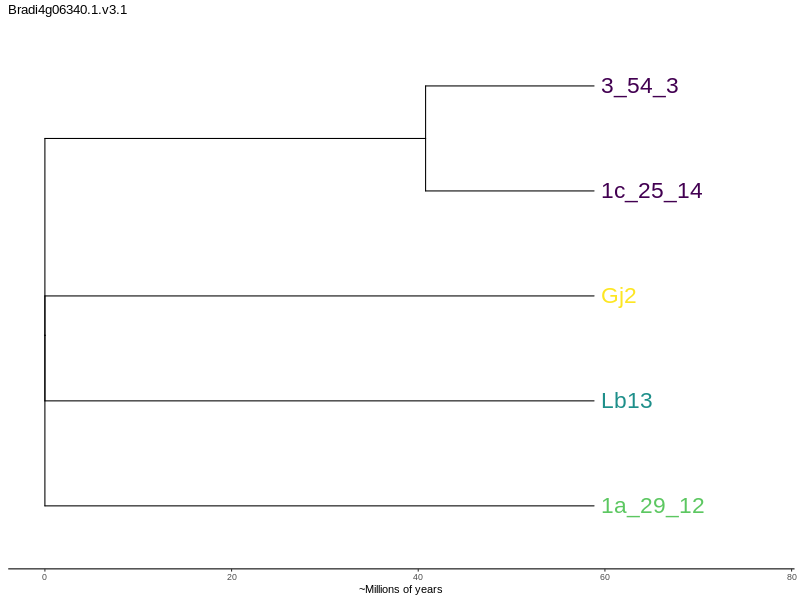 Bradi4g06340.1.v3.1
3_54_3
1c_25_14
Gj2
Lb13
1a_29_12
0 20 40 60 80
~Millions of years